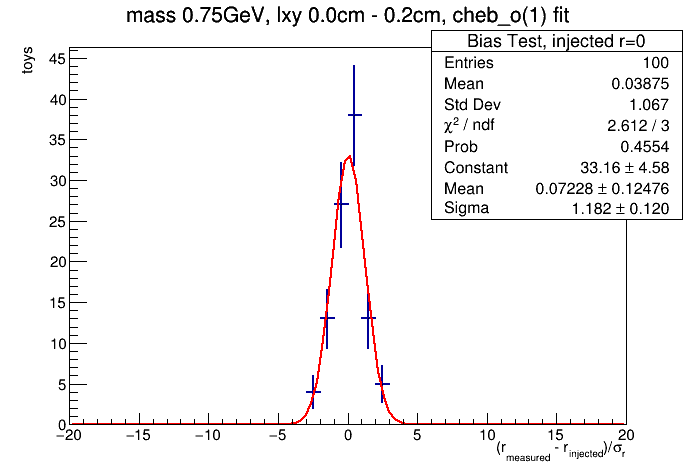 mass 0.75GeV, lxy 0.0cm - 0.2cm, cheb_o(1) fit
toys
Bias Test, injected r=0
Entries 100
Mean 0.03875
Std Dev 1.067
χ² / ndf 2.612 / 3
Prob 0.4554
Constant 33.16 ± 4.58
Mean 0.07228 ± 0.12476
Sigma 1.182 ± 0.120
45
40
35
30
25
20
15
10
5
0
−20 −15 −10 −5 0 5 10 15 20
(r_measured - r_injected)/σ_r